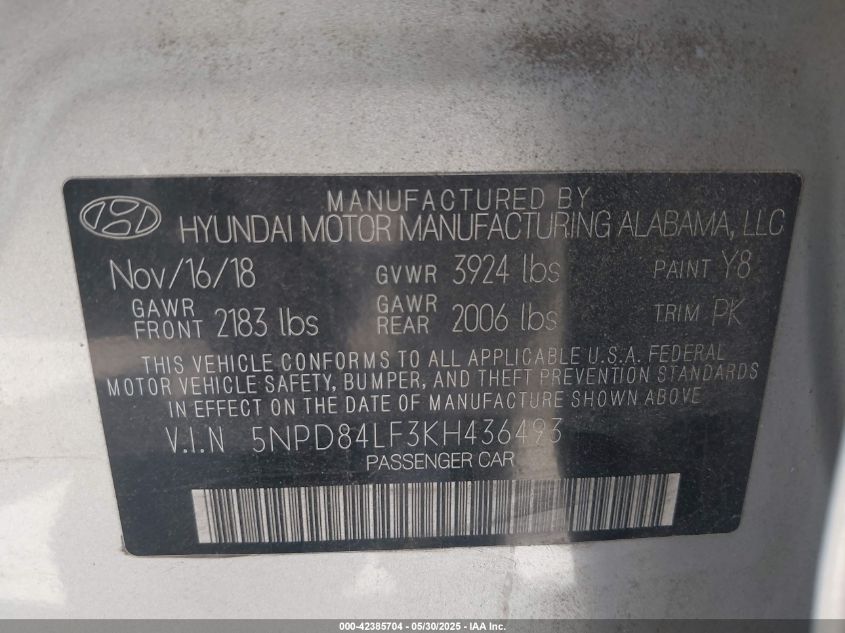 MANUFACTURED BY
HYUNDAI MOTOR MANUFACTURING ALABAMA, LLC
Nov/16/18 GVWR 3924 lbs PAINT Y8
GAWR FRONT 2183 lbs GAWR REAR 2006 lbs TRIM PK
THIS VEHICLE CONFORMS TO ALL APPLICABLE U.S.A. FEDERAL
MOTOR VEHICLE SAFETY, BUMPER, AND THEFT PREVENTION STANDARDS
IN EFFECT ON THE DATE OF MANUFACTURE SHOWN ABOVE
V.I.N 5NPD84LF3KH436493
PASSENGER CAR
000-42385704 - 05/30/2025 - IAA Inc.